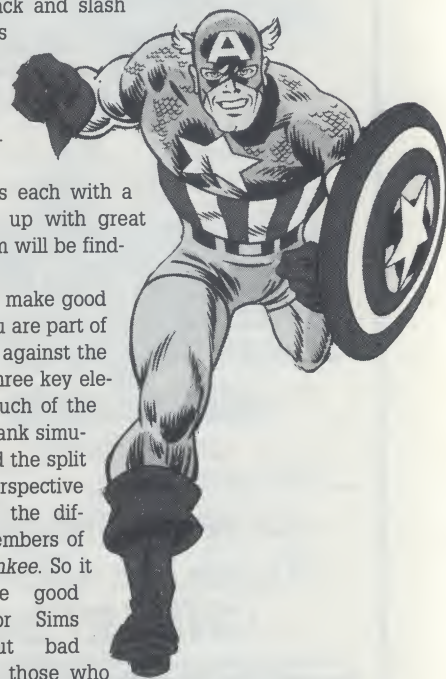 ack and slash
s
.
s each with a
up with great
n will be find-
make good
u are part of
against the
hree key ele-
uch of the
ank simu-
d the split
rspective
the dif-
embers of
nkee. So it
e good
or Sims
ut bad
those who
A